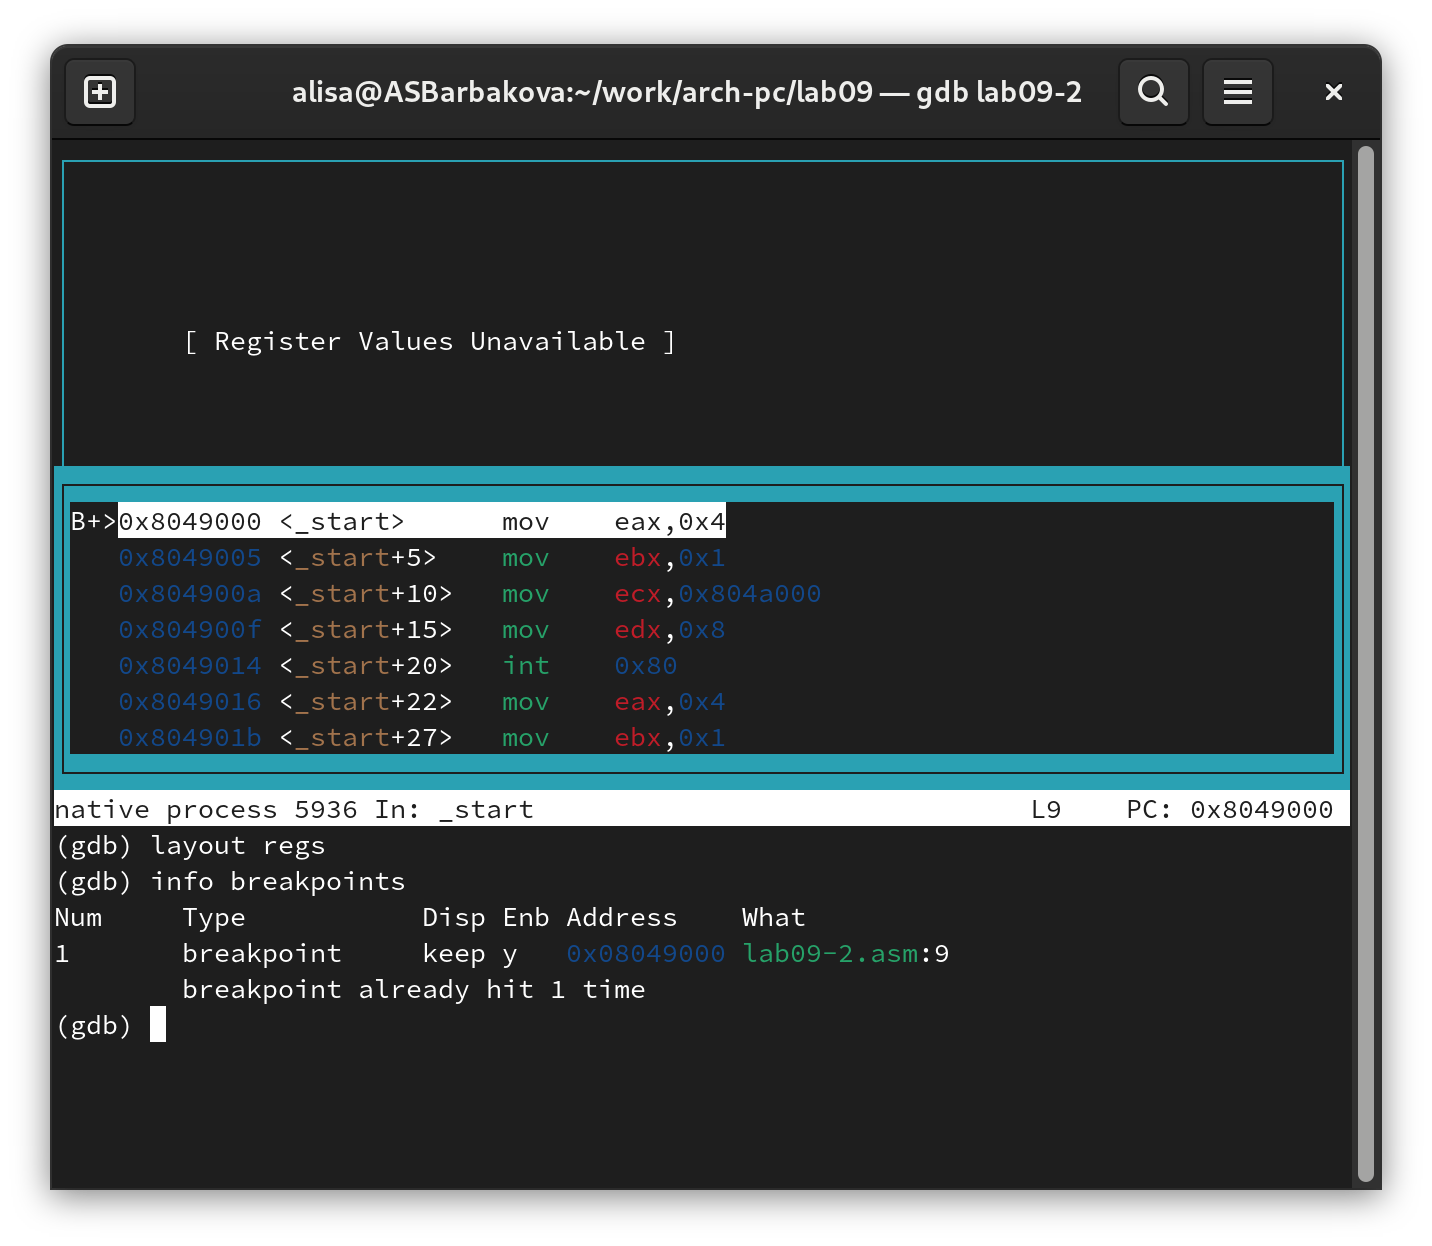 alisa@ASBarbakova:~/work/arch-pc/lab09 — gdb lab09-2
[ Register Values Unavailable ]
B+>0x8049000 <_start>      mov    eax,0x4
   0x8049005 <_start+5>    mov    ebx,0x1
   0x804900a <_start+10>   mov    ecx,0x804a000
   0x804900f <_start+15>   mov    edx,0x8
   0x8049014 <_start+20>   int    0x80
   0x8049016 <_start+22>   mov    eax,0x4
   0x804901b <_start+27>   mov    ebx,0x1
native process 5936 In: _start                               L9    PC: 0x8049000
(gdb) layout regs
(gdb) info breakpoints
Num     Type           Disp Enb Address    What
1       breakpoint     keep y   0x08049000 lab09-2.asm:9
        breakpoint already hit 1 time
(gdb)